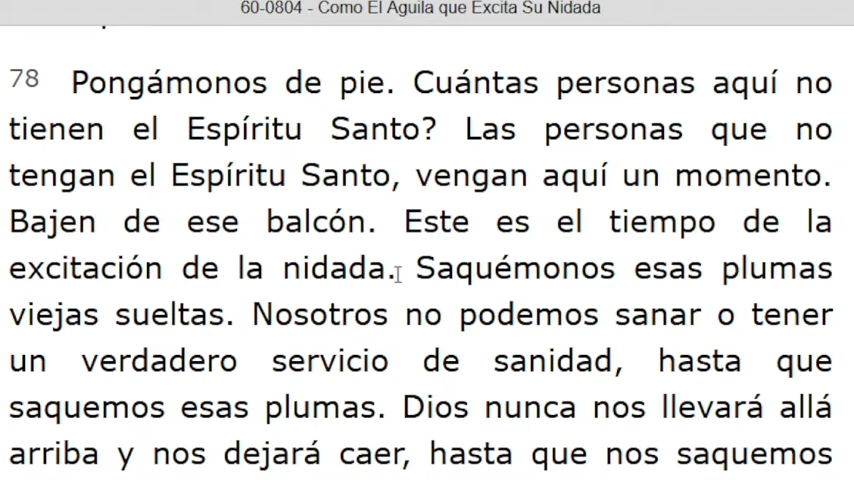 60-0804 - Como El Aguila que Excita Su Nidada
78 Pongámonos de pie. Cuántas personas aquí no
tienen el Espíritu Santo? Las personas que no
tengan el Espíritu Santo, vengan aquí un momento.
Bajen de ese balcón. Este es el tiempo de la
excitación de la nidada. Saquémonos esas plumas
viejas sueltas. Nosotros no podemos sanar o tener
un verdadero servicio de sanidad, hasta que
saquemos esas plumas. Dios nunca nos llevará allá
arriba y nos dejará caer, hasta que nos saquemos